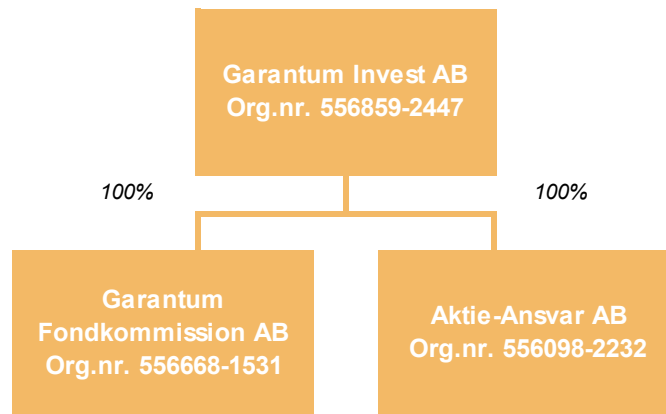 Garantum Invest AB
Org.nr. 556859-2447
100%
100%
Garantum
Fondkommission AB
Org.nr. 556668-1531
Aktie-Ansvar AB
Org.nr. 556098-2232